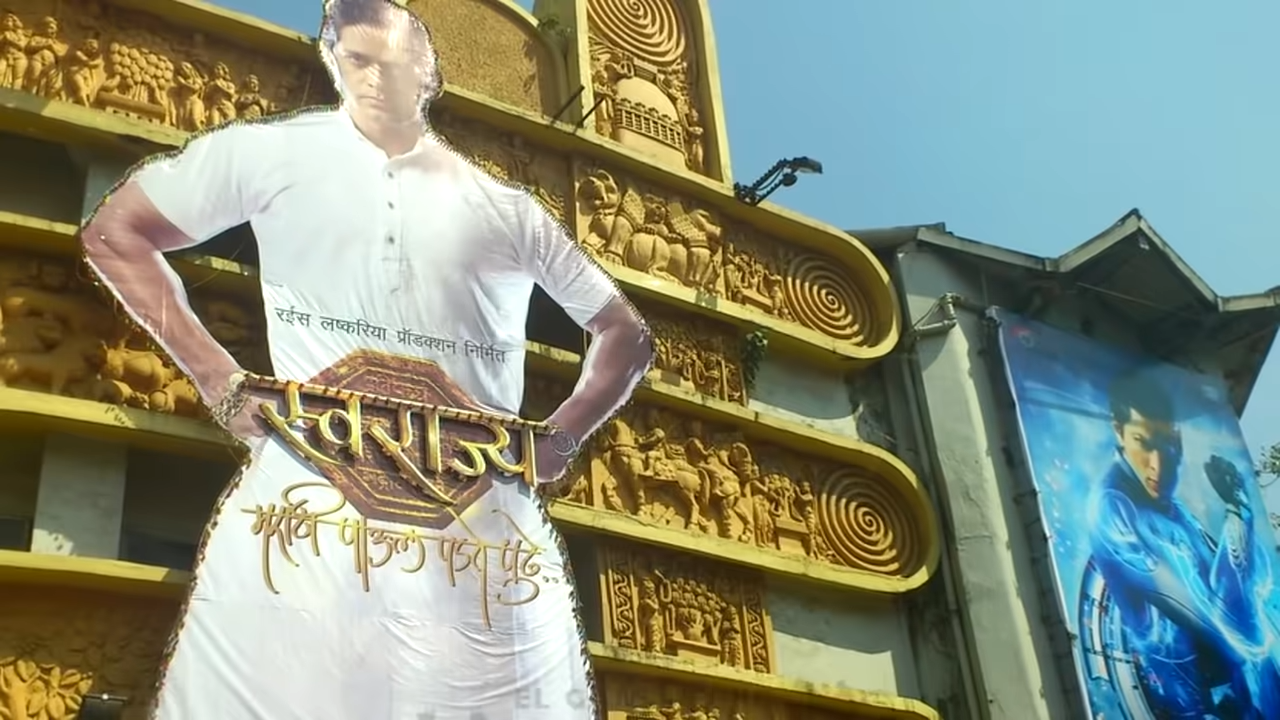 रईस लष्करिया प्रॉडक्शन निर्मित
स्वराज्य
मराठी पाऊल पडते पुढे..